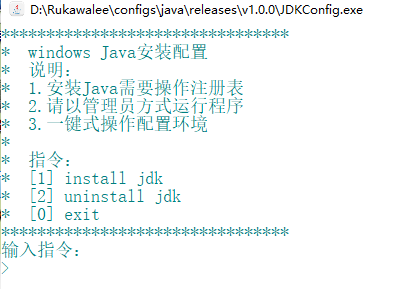 D:\Rukawalee\configs\java\releases\v1.0.0\JDKConfig.exe
********************************
*  windows Java安装配置
*  说明：
*  1.安装Java需要操作注册表
*  2.请以管理员方式运行程序
*  3.一键式操作配置环境
*
*  指令：
*  [1] install jdk
*  [2] uninstall jdk
*  [0] exit
********************************
输入指令：
>